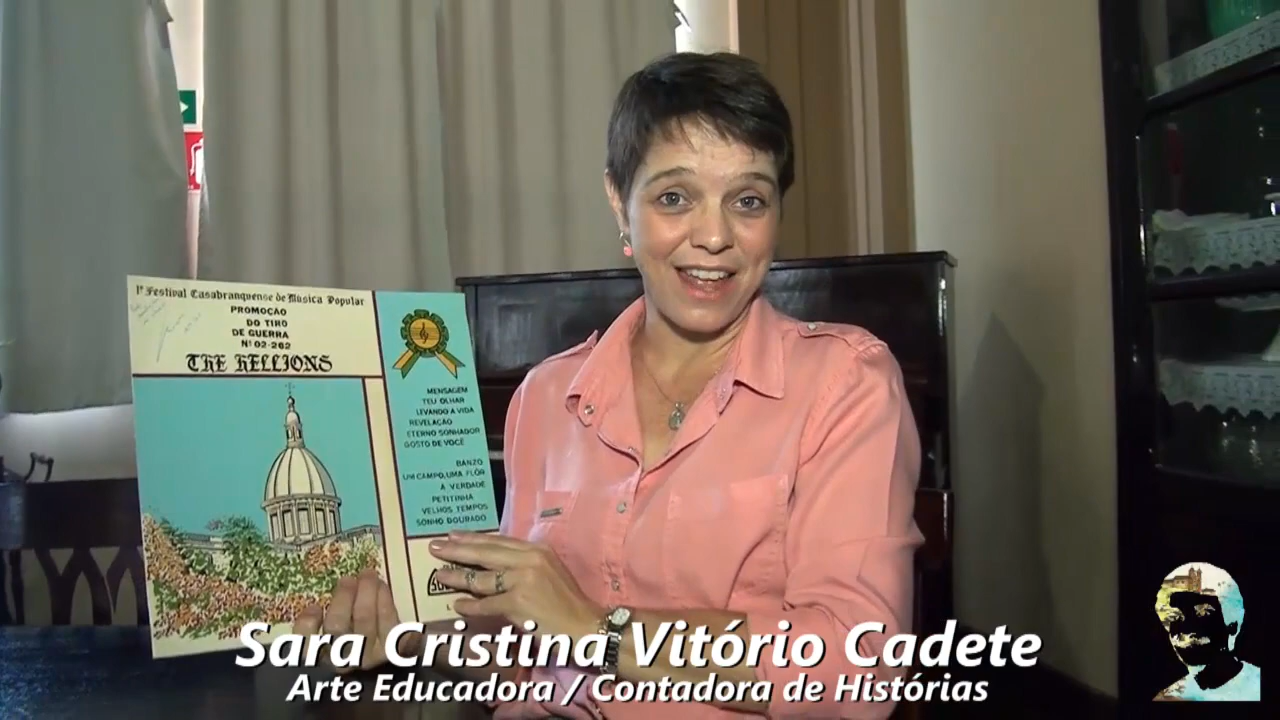 1º Festival Casabranquense de Música Popular
PROMOÇÃO
DO TIRO
DE GUERRA
Nº 02-262
THE HELLIONS
MENSAGEM
TEU OLHAR
LEVANDO A VIDA
REVELAÇÃO
ETERNO SONHADOR
GOSTO DE VOCÊ
BANZO
UM CAMPO, UMA FLÔR
A VERDADE
PETITINHA
VELHOS TEMPOS
SONHO DOURADO
Sara Cristina Vitório Cadete
Arte Educadora / Contadora de Histórias